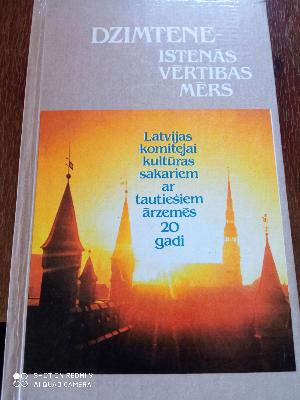 DZIMTENE-
ISTENĀS
VĒRTĪBAS
MĒRS
Latvijas
komitejai
kultūras
sakariem
ar
tautiešiem
ārzemēs
20
gadi
SHOT ON REDMI 9
AI QUAD CAMERA